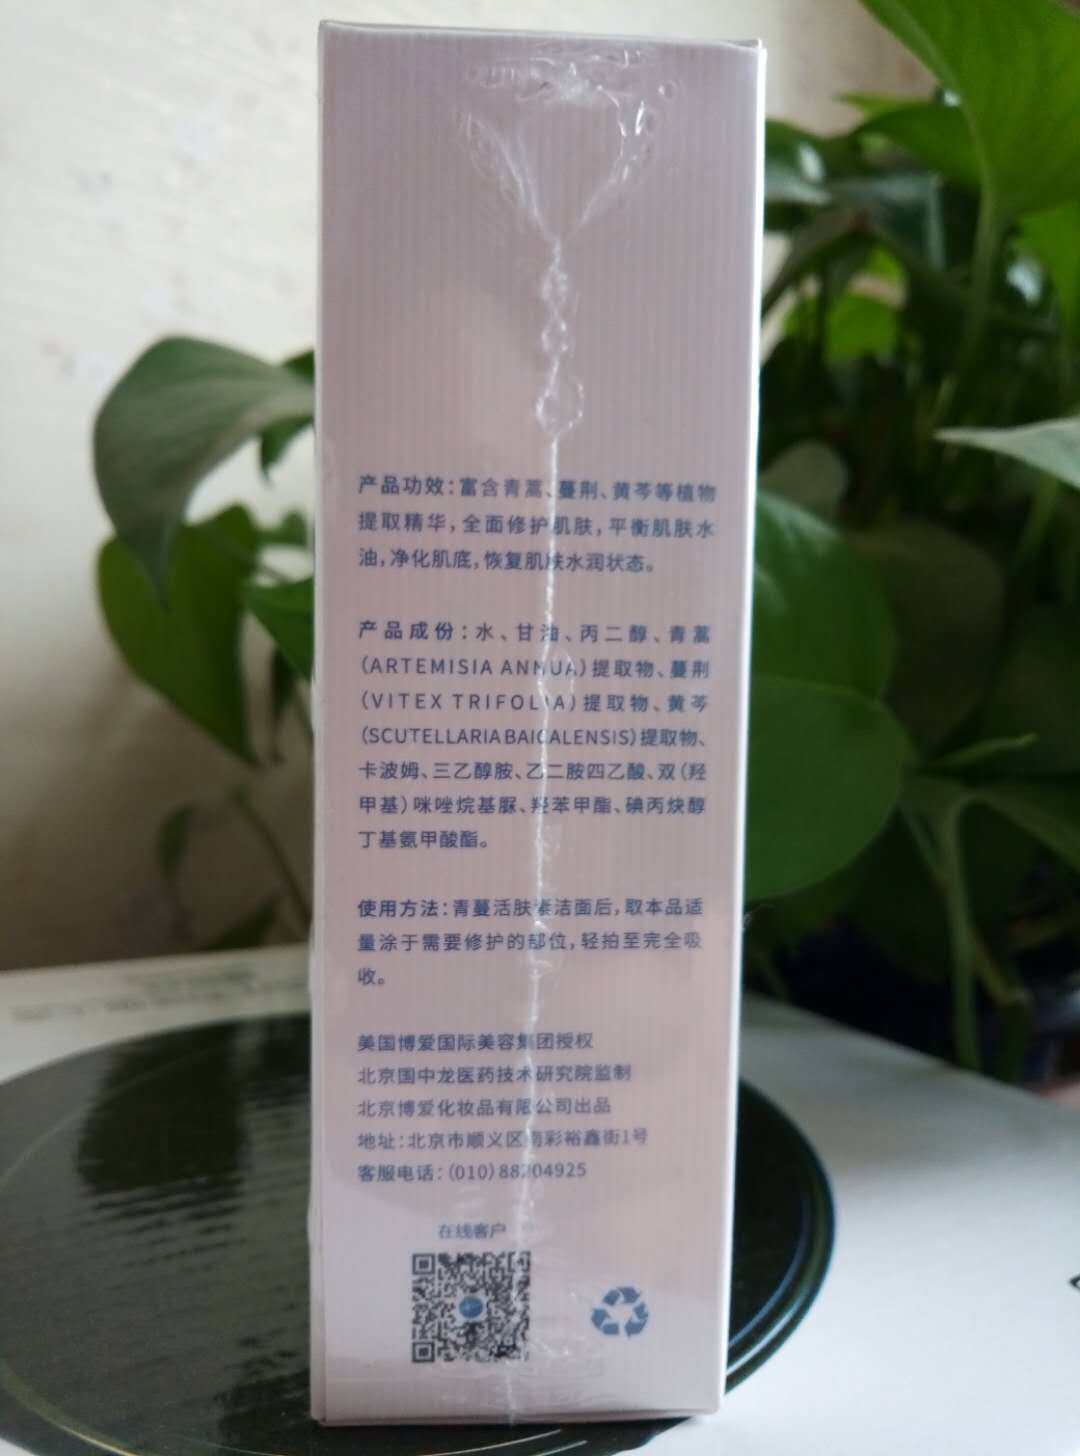 产品功效：富含青蒿、蔓荆、黄芩等植物
提取精华，全面修护肌肤，平衡肌肤水
油，净化肌底，恢复肌肤水润状态。
产品成份：水、甘油、丙二醇、青蒿
（ARTEMISIA ANNUA）提取物、蔓荆
（VITEX TRIFOLIA）提取物、黄芩
（SCUTELLARIA BAICALENSIS）提取物、
卡波姆、三乙醇胺、乙二胺四乙酸、双（羟
甲基）咪唑烷基脲、羟苯甲酯、碘丙炔醇
丁基氨甲酸酯。
使用方法：青蔓活肤素洁面后，取本品适
量涂于需要修护的部位，轻拍至完全吸
收。
美国博爱国际美容集团授权
北京国中龙医药技术研究院监制
北京博爱化妆品有限公司出品
地址：北京市顺义区南彩裕鑫街1号
客服电话：（010）88204925
在线客户